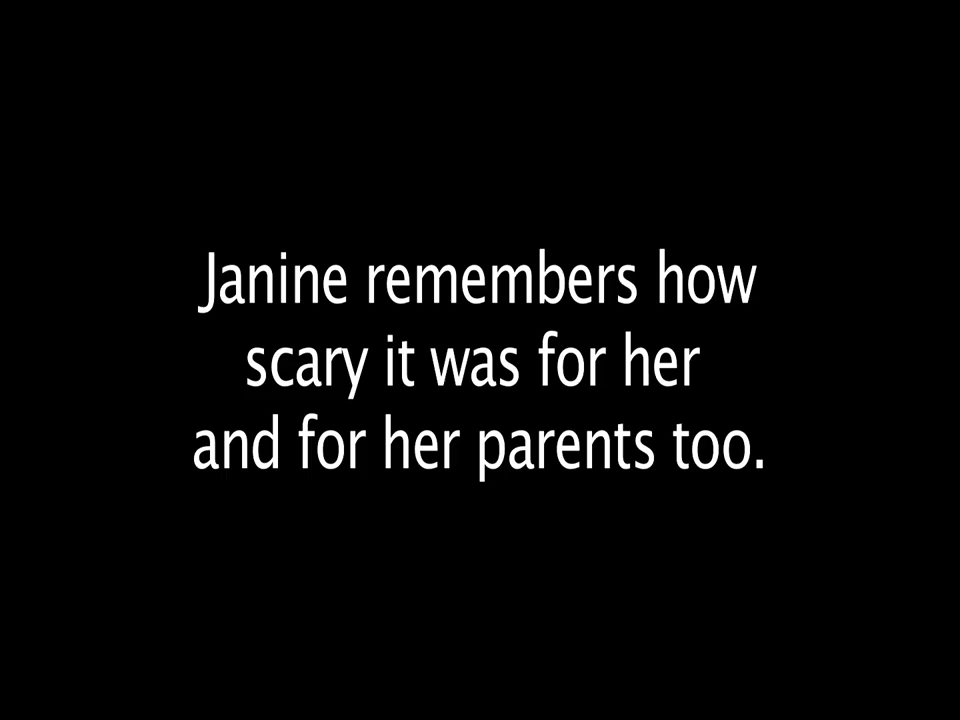 Janine remembers how
scary it was for her
and for her parents too.